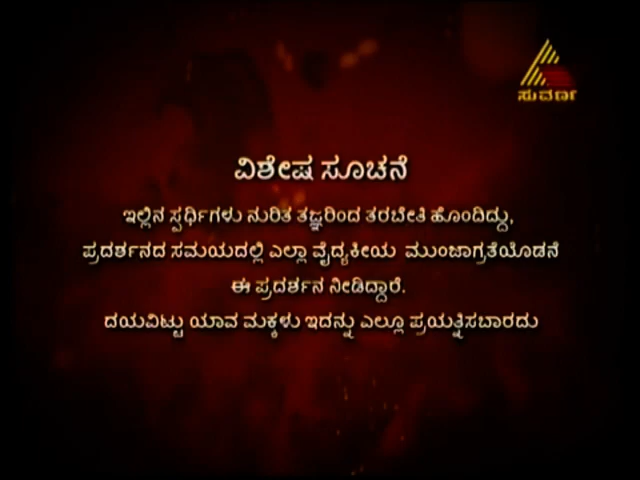 ಸುವರ್ಣ
ವಿಶೇಷ ಸೂಚನೆ
ಇಲ್ಲಿನ ಸ್ಪರ್ಧಿಗಳು ನುರಿತ ತಜ್ಞರಿಂದ ತರಬೇತಿ ಹೊಂದಿದ್ದು,
ಪ್ರದರ್ಶನದ ಸಮಯದಲ್ಲಿ ಎಲ್ಲಾ ವೈದ್ಯಕೀಯ ಮುಂಜಾಗ್ರತೆಯೊಡನೆ
ಈ ಪ್ರದರ್ಶನ ನೀಡಿದ್ದಾರೆ.
ದಯವಿಟ್ಟು ಯಾವ ಮಕ್ಕಳು ಇದನ್ನು ಎಲ್ಲೂ ಪ್ರಯತ್ನಿಸಬಾರದು